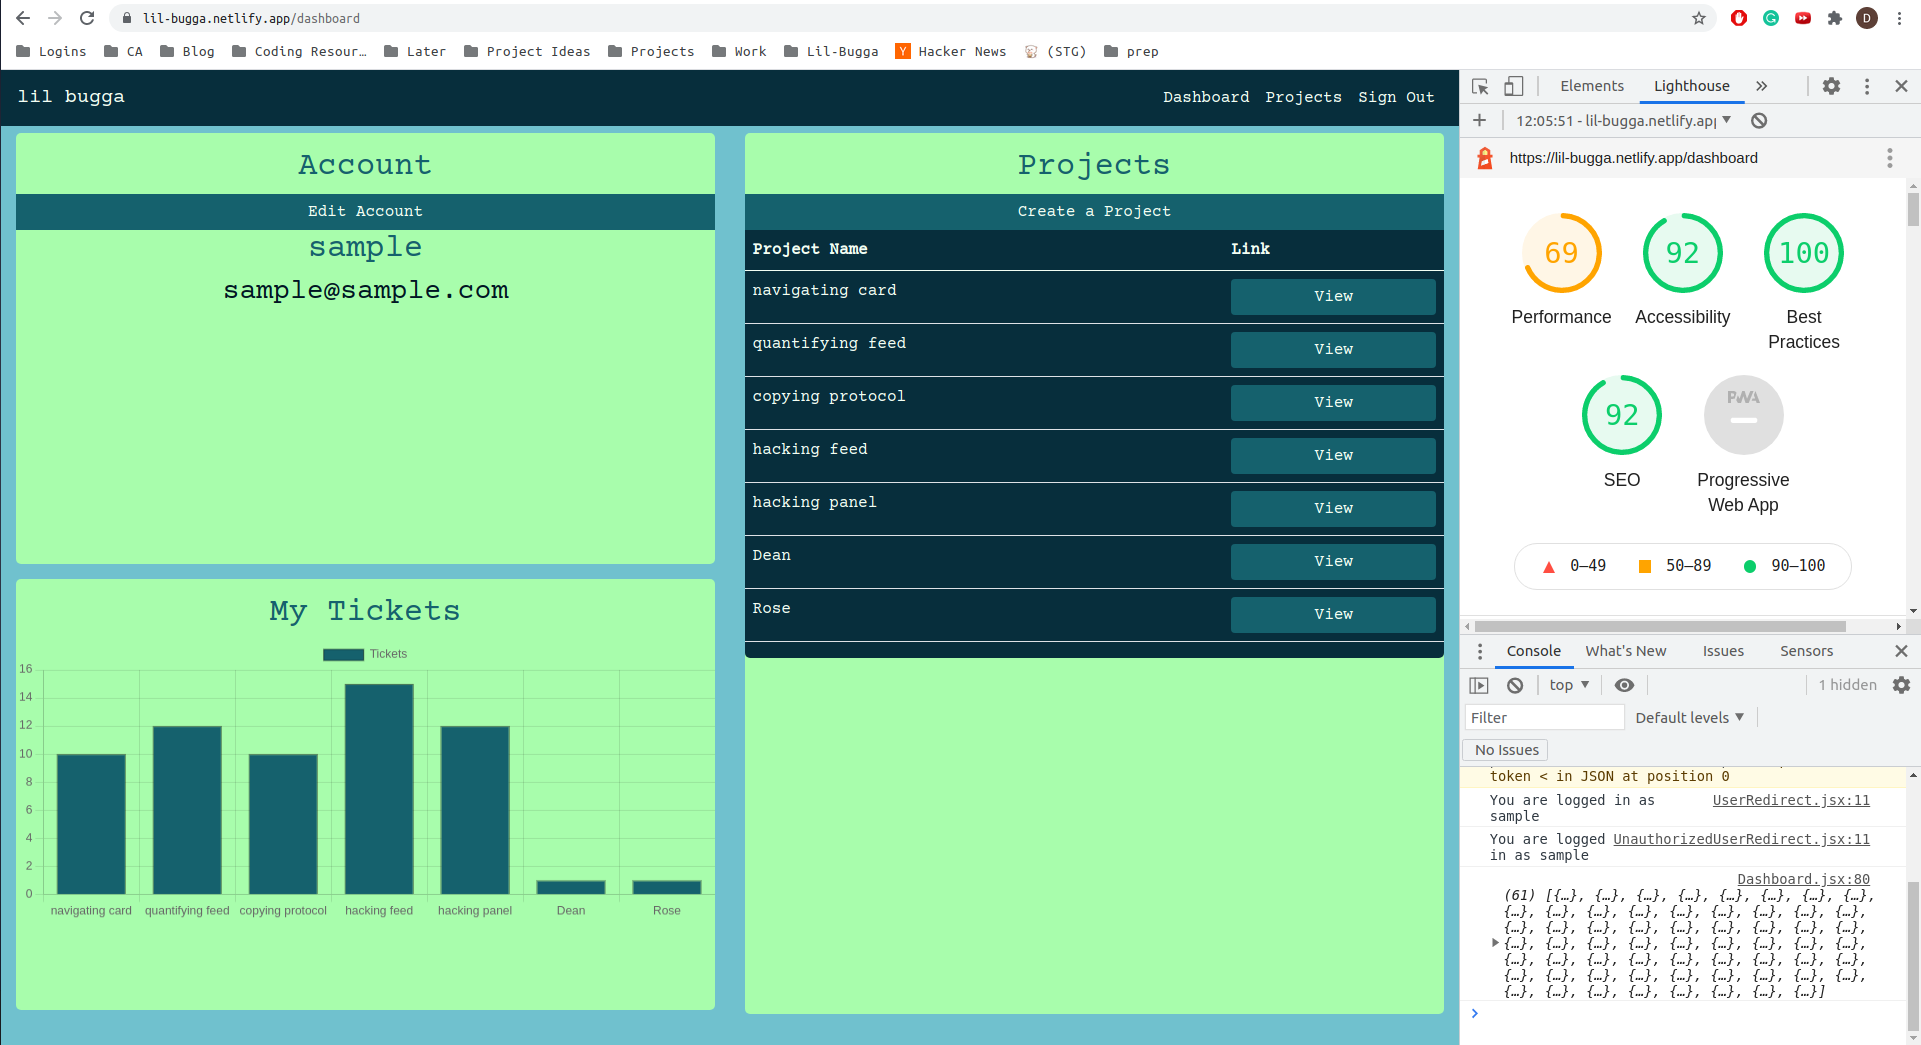 lil-bugga.netlify.app/dashboard
D
Logins CA Blog Coding Resour… Later Project Ideas Projects Work Lil-Bugga Y Hacker News (STG) prep
lil bugga
Dashboard Projects Sign Out
Account
Edit Account
sample
sample@sample.com
My Tickets
Tickets
16
14
12
10
8
6
4
2
0
navigating card quantifying feed copying protocol hacking feed hacking panel Dean Rose
Projects
Create a Project
Project Name Link
navigating card View
quantifying feed View
copying protocol View
hacking feed View
hacking panel View
Dean View
Rose View
Elements Lighthouse
12:05:51 - lil-bugga.netlify.app
https://lil-bugga.netlify.app/dashboard
69 92 100
Performance Accessibility Best
Practices
92 PWA
SEO Progressive
Web App
0–49 50–89 90–100
Console What's New Issues Sensors
top 1 hidden
Filter Default levels
No Issues
token < in JSON at position 0
You are logged in as UserRedirect.jsx:11
sample
You are logged UnauthorizedUserRedirect.jsx:11
in as sample
Dashboard.jsx:80
(61) [{…}, {…}, {…}, {…}, {…}, {…}, {…}, {…},
{…}, {…}, {…}, {…}, {…}, {…}, {…}, {…}, {…},
{…}, {…}, {…}, {…}, {…}, {…}, {…}, {…}, {…},
{…}, {…}, {…}, {…}, {…}, {…}, {…}, {…}, {…},
{…}, {…}, {…}, {…}, {…}, {…}, {…}, {…}, {…},
{…}, {…}, {…}, {…}, {…}, {…}, {…}, {…}, {…},
{…}, {…}, {…}, {…}, {…}, {…}, {…}, {…}]